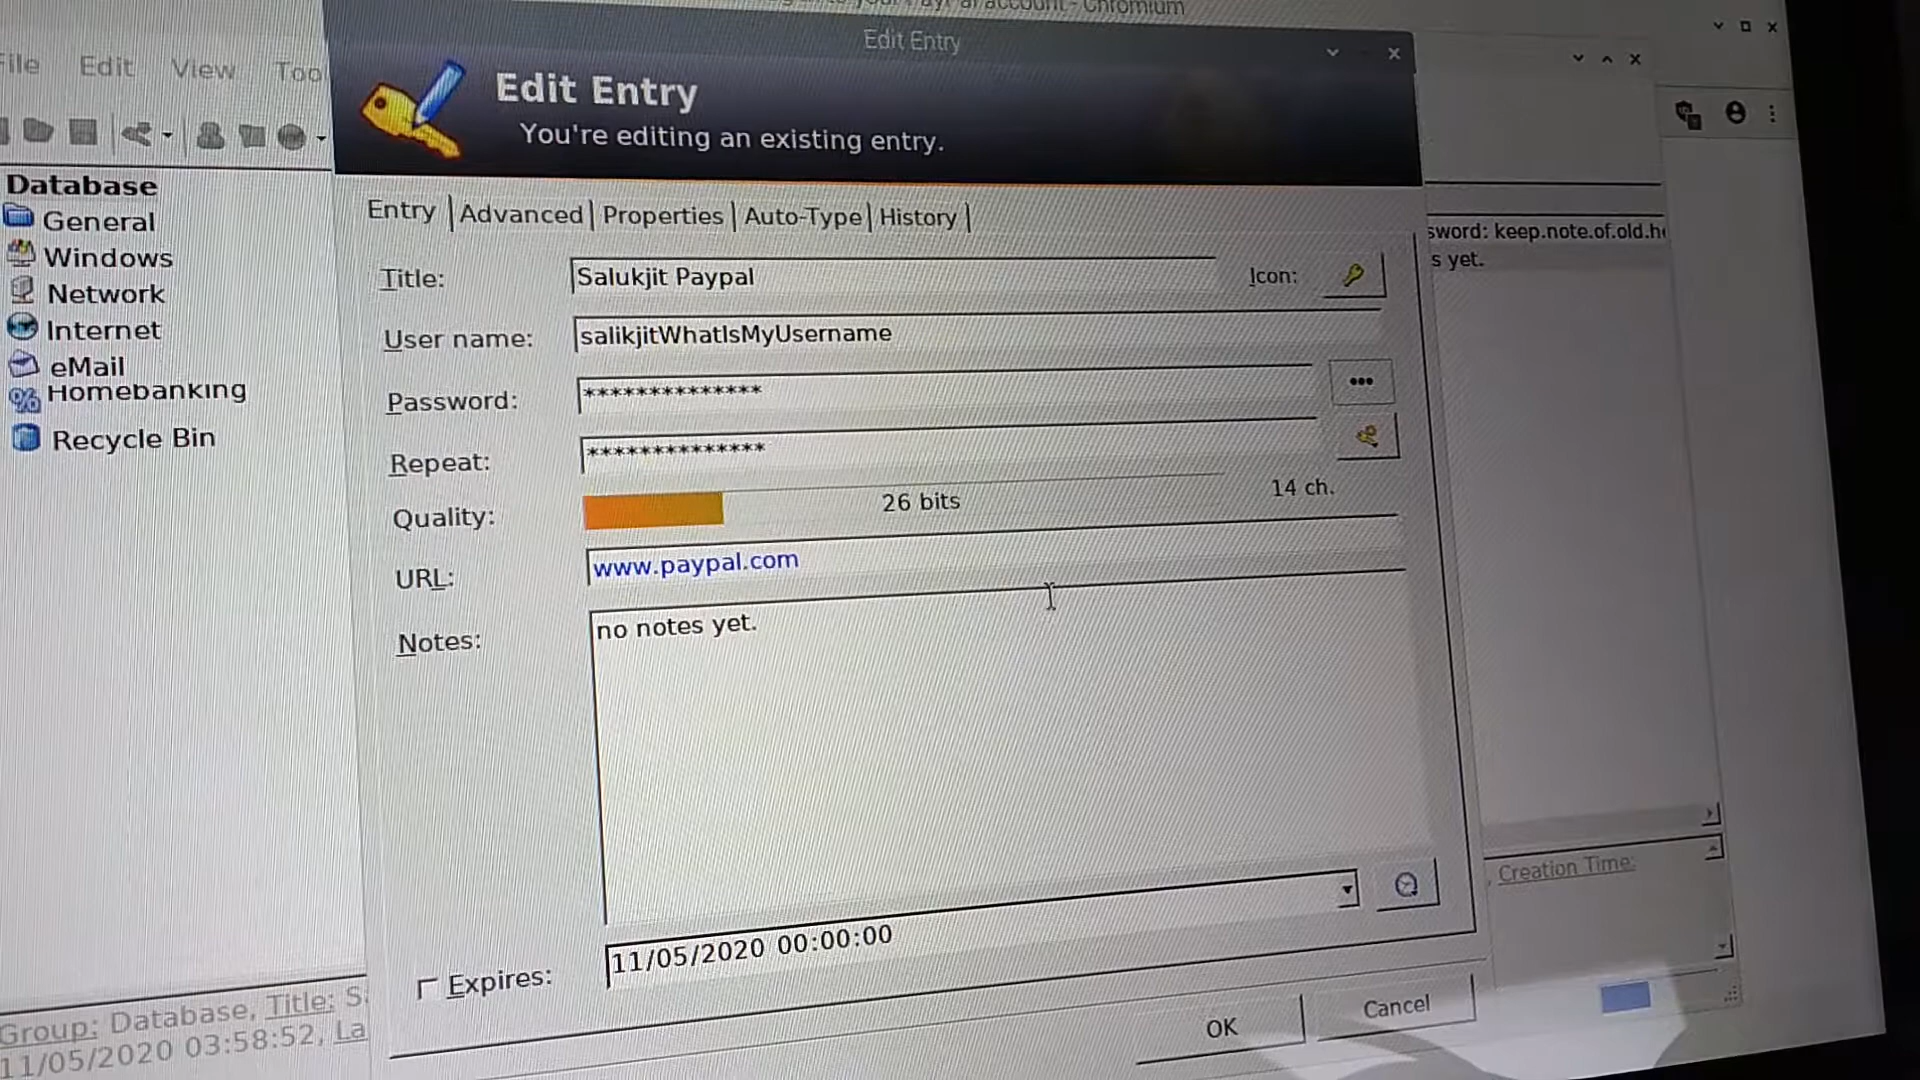 Chromium
Edit Entry
File Edit View Too
Edit Entry
You're editing an existing entry.
Database
General
Windows
Network
Internet
eMail
Homebanking
Recycle Bin
Entry Advanced Properties Auto-Type History
Title: Salukjit Paypal Icon:
User name: salikjitWhatIsMyUsername
Password: **************
Repeat: **************
Quality: 26 bits 14 ch.
URL: www.paypal.com
Notes: no notes yet.
Expires: 11/05/2020 00:00:00
OK Cancel
sword: keep.note.of.old.h
s yet.
, Creation Time:
Group: Database, Title: S
11/05/2020 03:58:52, La